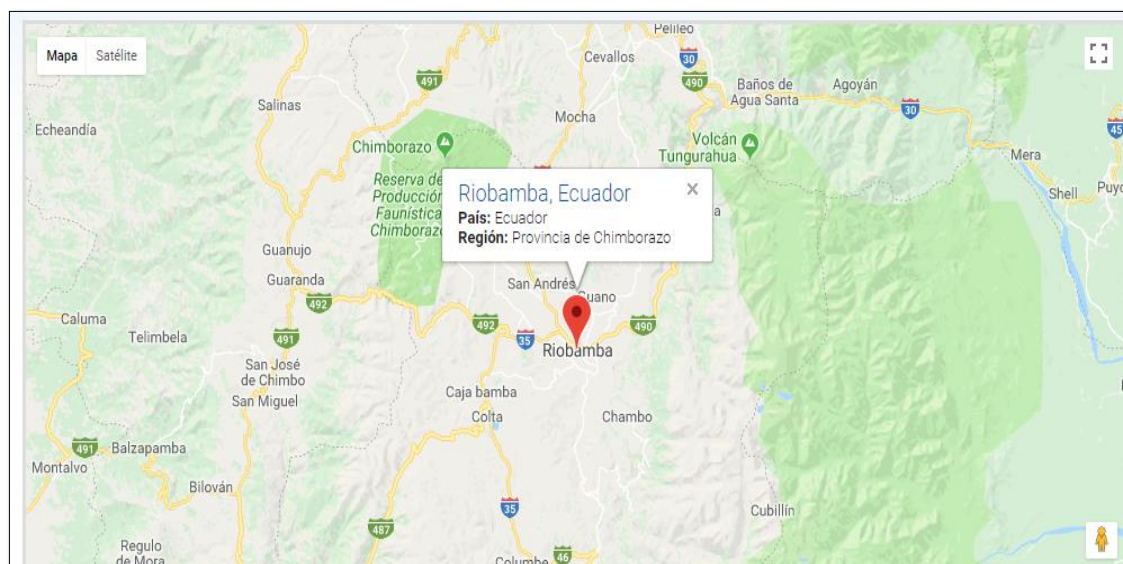 Mapa
Satélite
Pelileo
Cevallos
30
491
490
Baños de
Agua Santa
Agoyán
30
Salinas
Mocha
Echeandía
45
Chimborazo
Volcán
Tungurahua
Mera
Reserva de
Producción
Faunística
Chimborazo
Riobamba, Ecuador
País: Ecuador
Región: Provincia de Chimborazo
Shell
Puyo
Guanujo
Guaranda
San Andrés
Guano
492
Caluma
Telimbela
491
492
35
490
Riobamba
San José
de Chimbo
San Miguel
Caja bamba
Colta
Chambo
491
Balzapamba
Montalvo
Bilován
35
Cubillín
487
Regulo
de Mora
Columbe
46